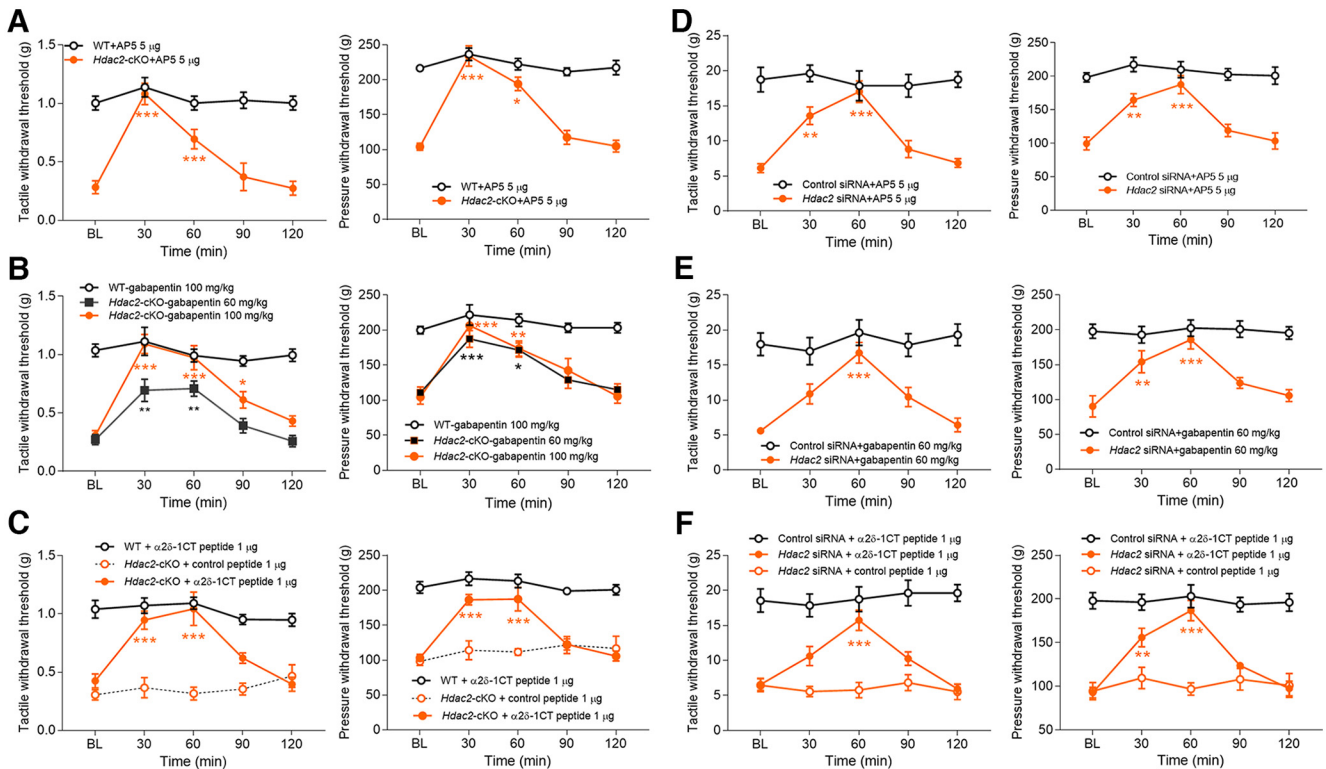 A
Tactile withdrawal threshold (g)
1.5
1.0
0.5
0.0
WT+AP5 5 μg
Hdac2-cKO+AP5 5 μg
***
***
BL 30 60 90 120
Time (min)
Pressure withdrawal threshold (g)
250
200
150
100
50
0
***
*
WT+AP5 5 μg
Hdac2-cKO+AP5 5 μg
BL 30 60 90 120
Time (min)
D
Tactile withdrawal threshold (g)
25
20
15
10
5
0
**
***
Control siRNA+AP5 5 μg
Hdac2 siRNA+AP5 5 μg
BL 30 60 90 120
Time (min)
Pressure withdrawal threshold (g)
250
200
150
100
50
0
**
***
Control siRNA+AP5 5 μg
Hdac2 siRNA+AP5 5 μg
BL 30 60 90 120
Time (min)
B
Tactile withdrawal threshold (g)
1.5
1.0
0.5
0.0
WT-gabapentin 100 mg/kg
Hdac2-cKO-gabapentin 60 mg/kg
Hdac2-cKO-gabapentin 100 mg/kg
***
***
*
**
**
BL 30 60 90 120
Time (min)
Pressure withdrawal threshold (g)
250
200
150
100
50
0
***
**
***
*
WT-gabapentin 100 mg/kg
Hdac2-cKO-gabapentin 60 mg/kg
Hdac2-cKO-gabapentin 100 mg/kg
BL 30 60 90 120
Time (min)
E
Tactile withdrawal threshold (g)
25
20
15
10
5
0
***
Control siRNA+gabapentin 60 mg/kg
Hdac2 siRNA+gabapentin 60 mg/kg
BL 30 60 90 120
Time (min)
Pressure withdrawal threshold (g)
250
200
150
100
50
0
**
***
Control siRNA+gabapentin 60 mg/kg
Hdac2 siRNA+gabapentin 60 mg/kg
BL 30 60 90 120
Time (min)
C
Tactile withdrawal threshold (g)
1.5
1.0
0.5
0.0
WT + α2δ-1CT peptide 1 μg
Hdac2-cKO + control peptide 1 μg
Hdac2-cKO + α2δ-1CT peptide 1 μg
***
***
BL 30 60 90 120
Time (min)
Pressure withdrawal threshold (g)
250
200
150
100
50
0
***
***
WT + α2δ-1CT peptide 1 μg
Hdac2-cKO + control peptide 1 μg
Hdac2-cKO + α2δ-1CT peptide 1 μg
BL 30 60 90 120
Time (min)
F
Tactile withdrawal threshold (g)
25
20
15
10
5
0
Control siRNA + α2δ-1CT peptide 1 μg
Hdac2 siRNA + α2δ-1CT peptide 1 μg
Hdac2 siRNA + control peptide 1 μg
***
BL 30 60 90 120
Time (min)
Pressure withdrawal threshold (g)
250
200
150
100
50
Control siRNA + α2δ-1CT peptide 1 μg
Hdac2 siRNA + α2δ-1CT peptide 1 μg
Hdac2 siRNA + control peptide 1 μg
**
***
BL 30 60 90 120
Time (min)